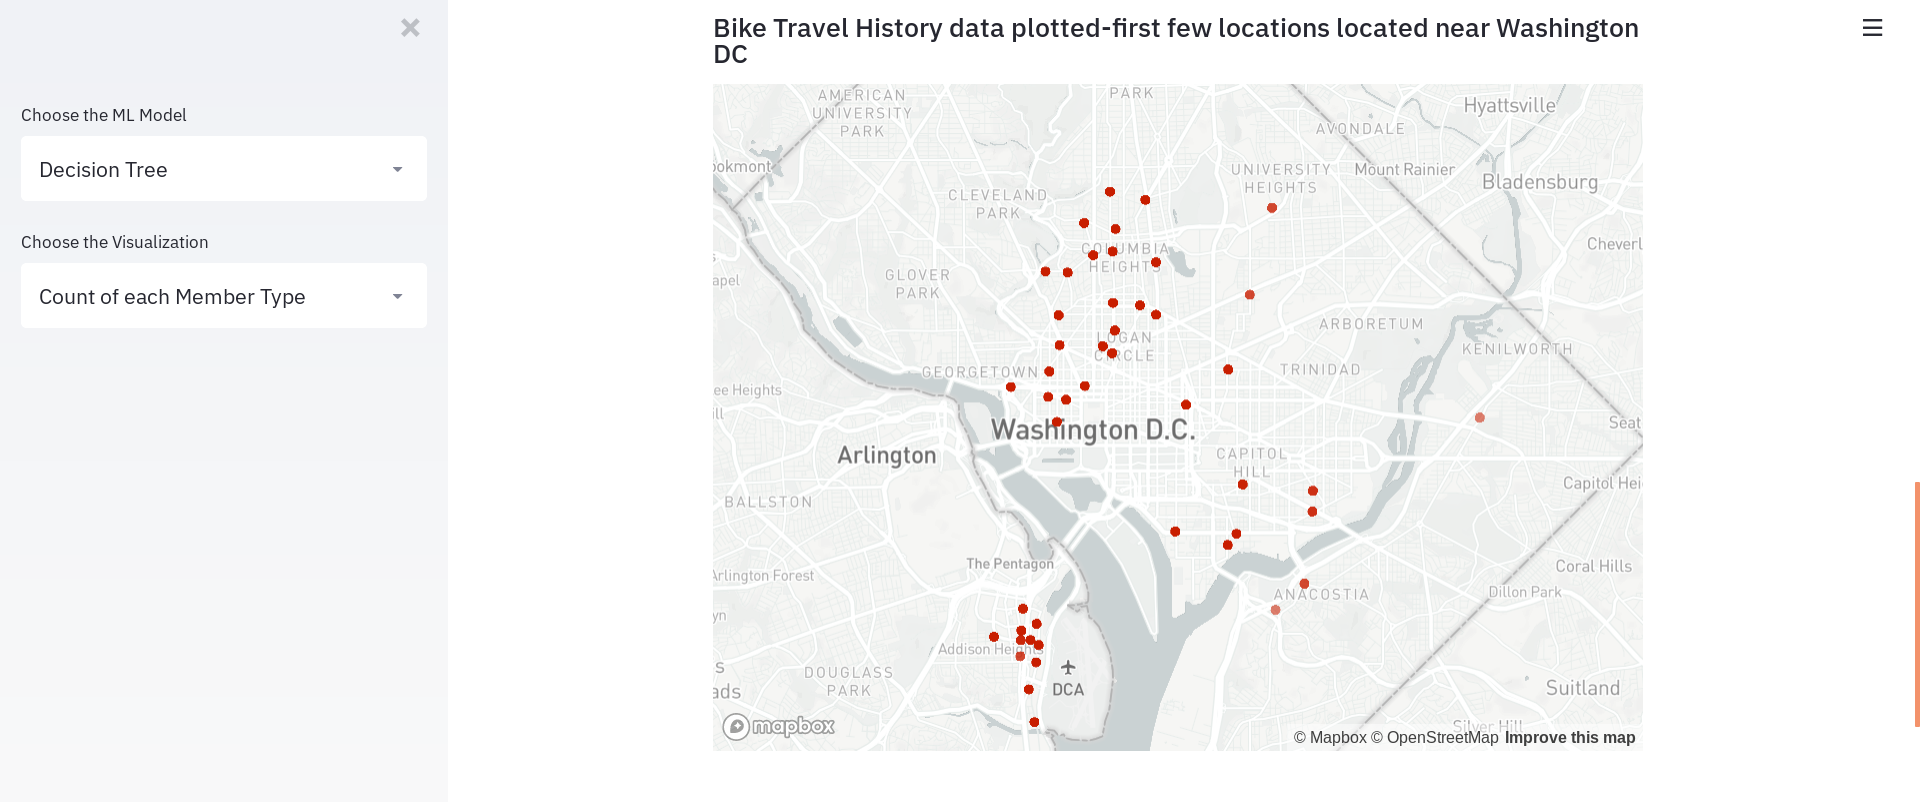 Choose the ML Model
Decision Tree
Choose the Visualization
Count of each Member Type
Bike Travel History data plotted-first few locations located near Washington
DC
AMERICAN
UNIVERSITY
PARK
PARK
Hyattsville
AVONDALE
UNIVERSITY
HEIGHTS
Mount Rainier
Bladensburg
ookmont
CLEVELAND
PARK
COLUMBIA
HEIGHTS
Cheverl
GLOVER
PARK
apel
LOGAN
CIRCLE
ARBORETUM
KENILWORTH
GEORGETOWN
TRINIDAD
ee Heights
ill
Washington D.C.
Seat
Arlington
CAPITOL
HILL
Capitol Hei
BALLSTON
The Pentagon
Arlington Forest
Coral Hills
Dillon Park
ANACOSTIA
yn
Addison Heights
DOUGLASS
PARK
s
ads
DCA
Suitland
Silver Hill
mapbox
© Mapbox © OpenStreetMap Improve this map